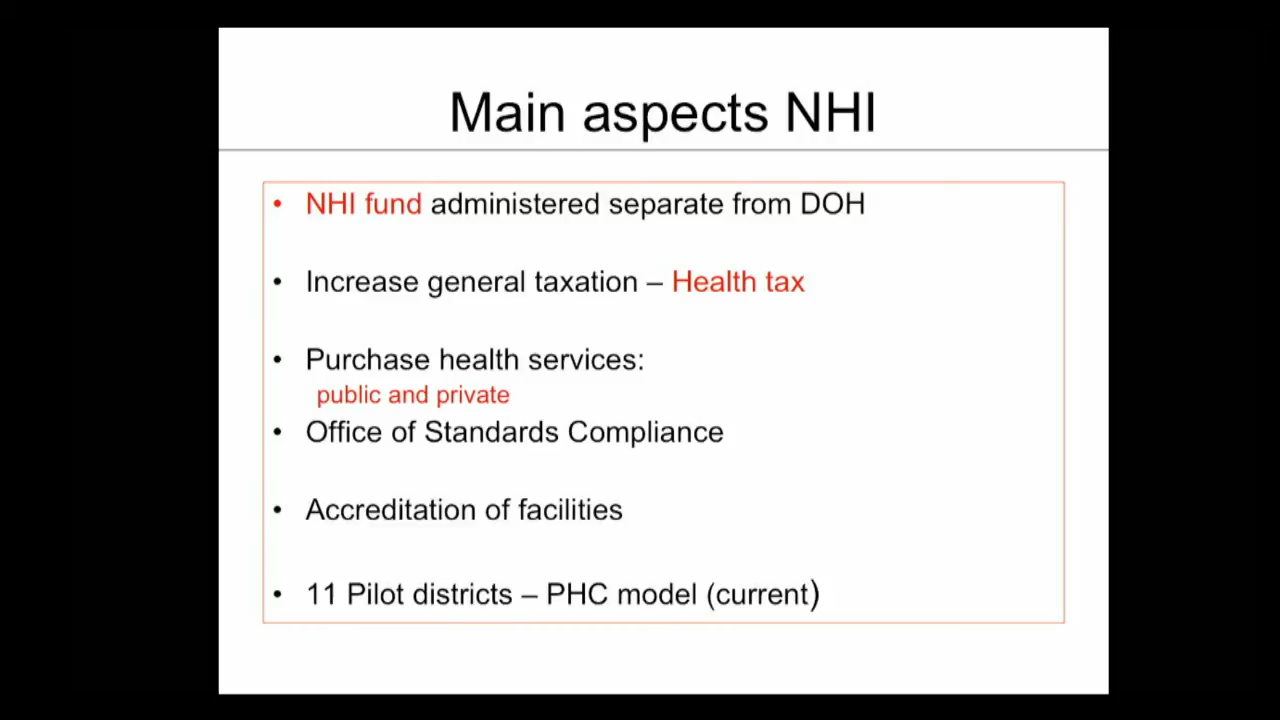 Main aspects NHI
• NHI fund administered separate from DOH
• Increase general taxation – Health tax
• Purchase health services:
public and private
• Office of Standards Compliance
• Accreditation of facilities
• 11 Pilot districts – PHC model (current)